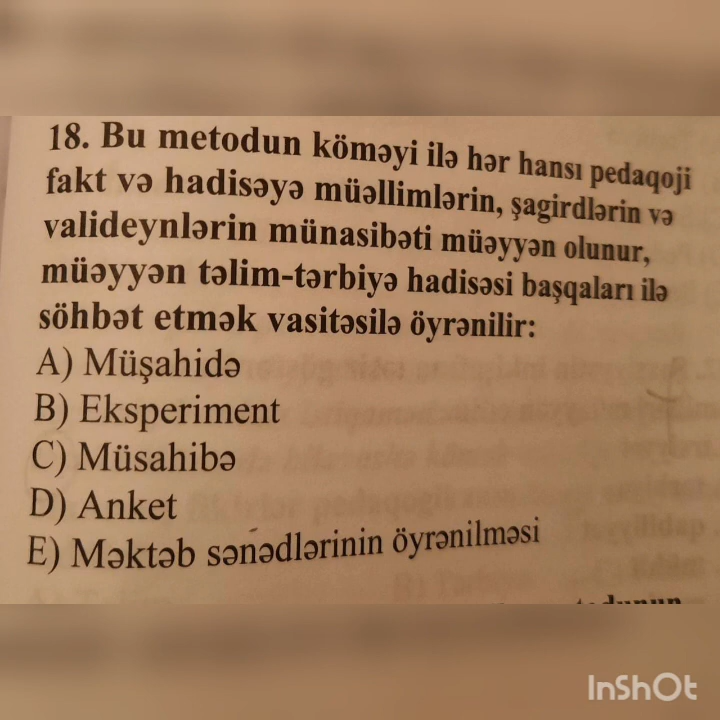 18. Bu metodun köməyi ilə hər hansı pedaqoji
fakt və hadisəyə müəllimlərin, şagirdlərin və
valideynlərin münasibəti müəyyən olunur,
müəyyən təlim-tərbiyə hadisəsi başqaları ilə
söhbət etmək vasitəsilə öyrənilir:
A) Müşahidə
B) Eksperiment
C) Müsahibə
D) Anket
E) Məktəb sənədlərinin öyrənilməsi
InShOt